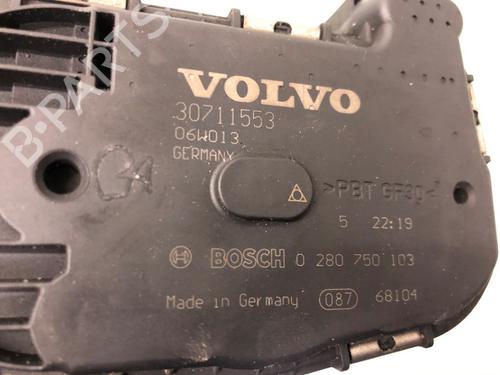 VOLVO
30711553
06W013
GERMANY
>PBT GF30<
5 22:19
BOSCH 0 280 750 103
Made in Germany 087 68104
B-PARTS